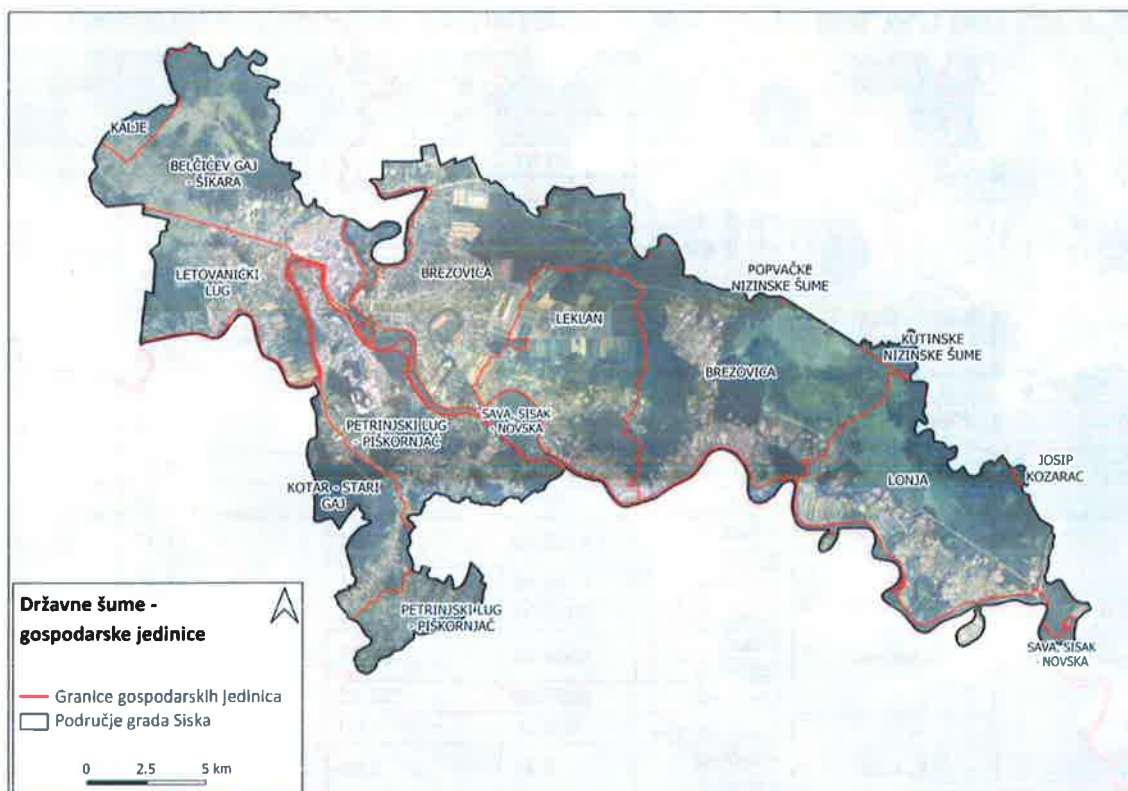 KALJE
BELČIĆEV GAJ
- ŠIKARA
LETOVANIĆKI
LUG
BREZOVICA
LEKLAN
POPVAČKE
NIZINSKE ŠUME
KUTINSKE
NIZINSKE ŠUME
BREZOVICA
SAVA, SISAK
- NOVSKA
PETRINJSKI LUG
- PIŠKORNJAČ
KOTAR - STARI
GAJ
JOSIP
KOZARAC
LONJA
PETRINJSKI LUG
- PIŠKORNJAČ
SAVA, SISAK
- NOVSKA
Državne šume -
gospodarske jedinice
Granice gospodarskih jedinica
Područje grada Siska
0 2.5 5 km